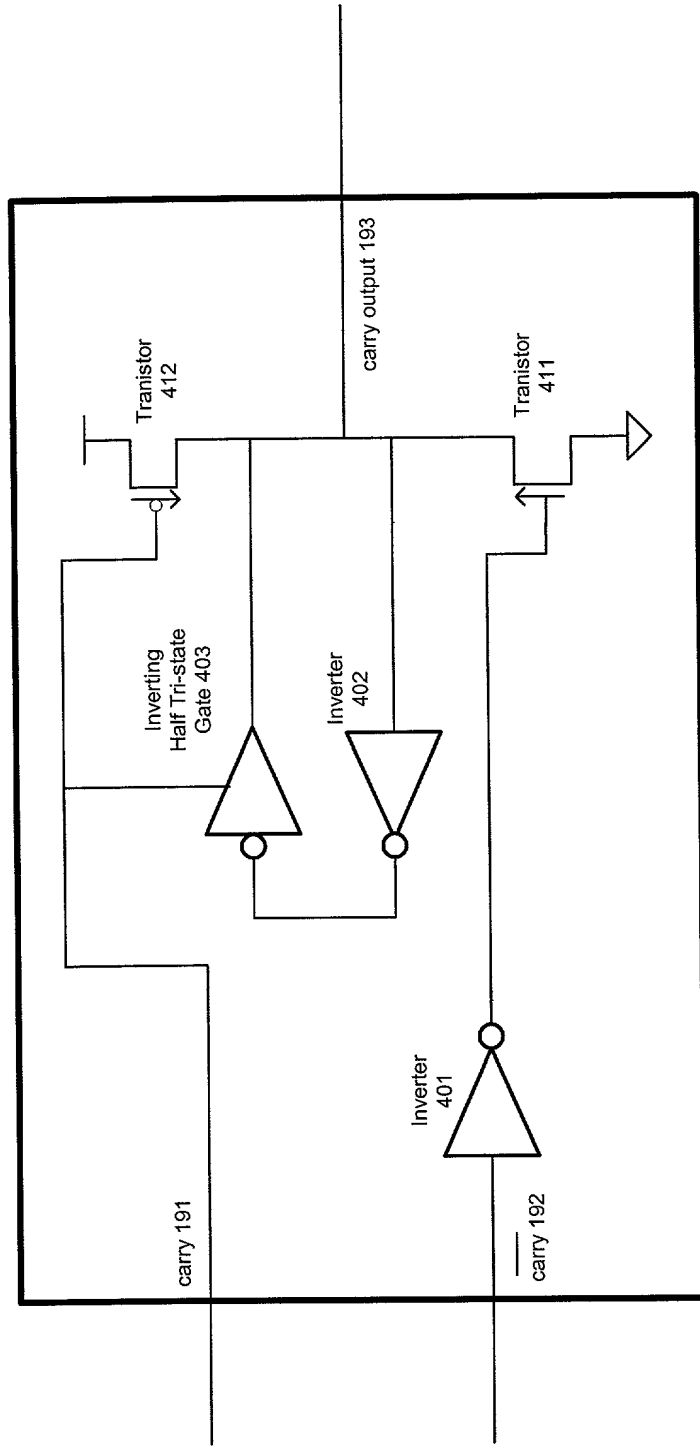 carry 191
Inverting
Half Tri-state
Gate 403
Tranistor
412
Inverter
402
carry output 193
Inverter
401
Tranistor
411
carry 192